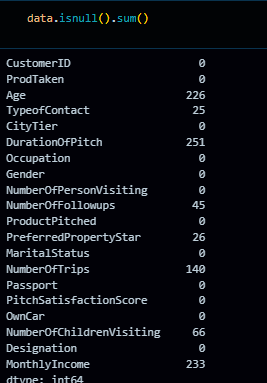 data.isnull().sum()
CustomerID 0
ProdTaken 0
Age 226
TypeofContact 25
CityTier 0
DurationOfPitch 251
Occupation 0
Gender 0
NumberOfPersonVisiting 0
NumberOfFollowups 45
ProductPitched 0
PreferredPropertyStar 26
MaritalStatus 0
NumberOfTrips 140
Passport 0
PitchSatisfactionScore 0
OwnCar 0
NumberOfChildrenVisiting 66
Designation 0
MonthlyIncome 233
dtype: int64